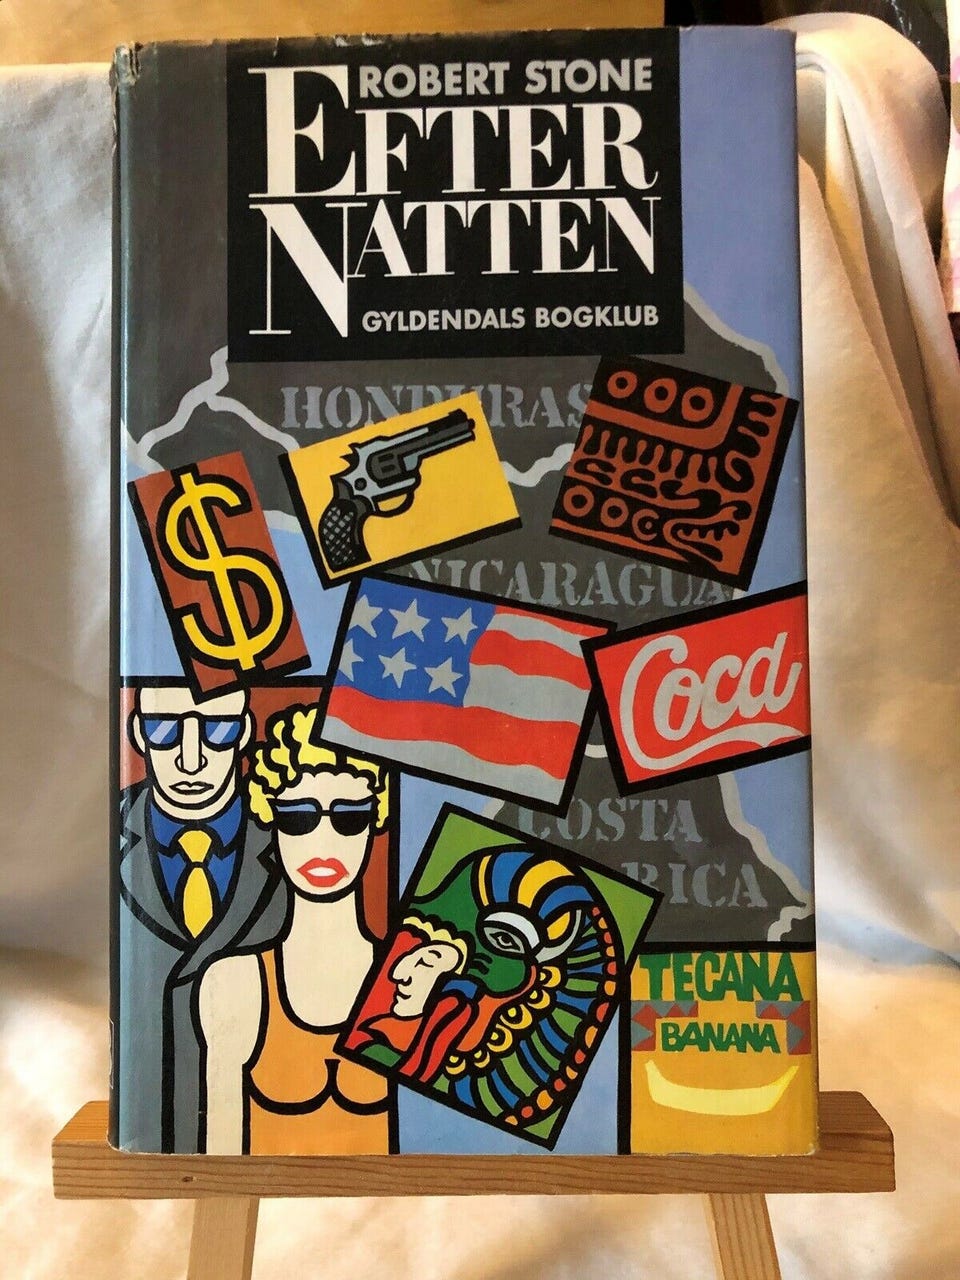 ROBERT STONE
EFTER
NATTEN
GYLDENDALS BOGKLUB
HONDURAS
$
NICARAGUA
Coca
COSTA
RICA
TECANA
BANANA